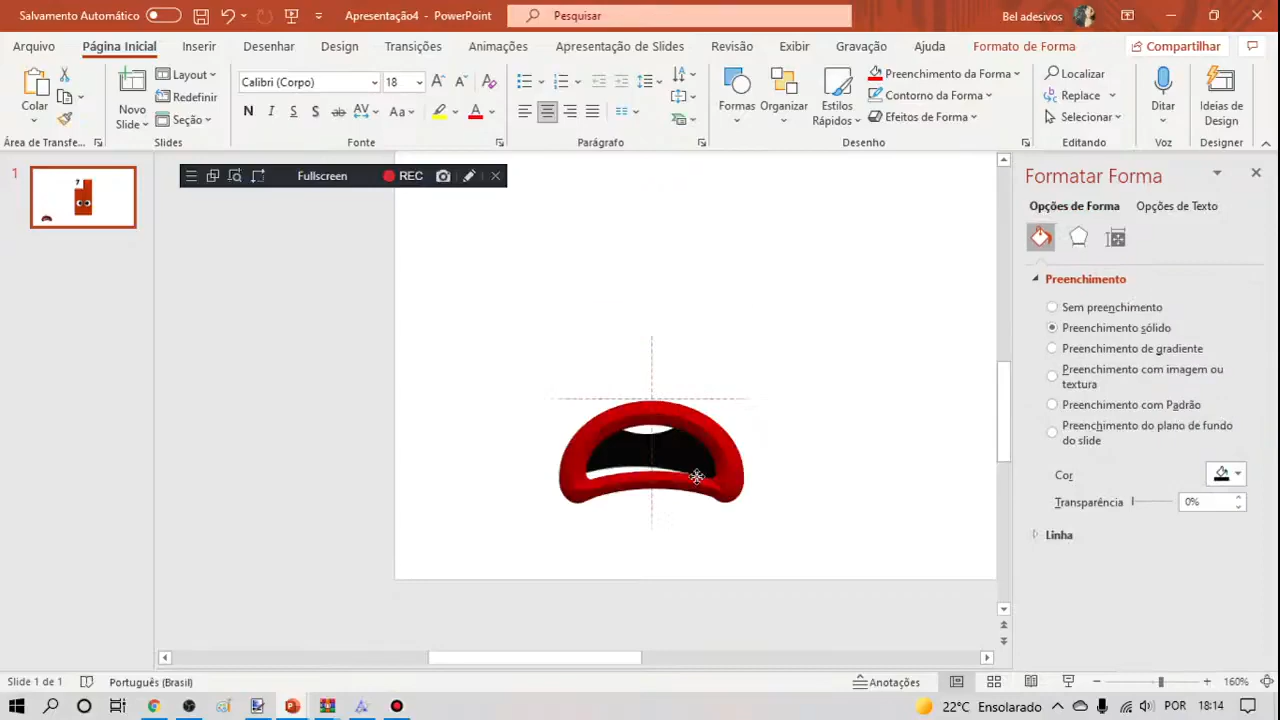 Salvamento Automático
Apresentação4 - PowerPoint
Pesquisar
Bel adesivos
Arquivo
Página Inicial
Inserir
Desenhar
Design
Transições
Animações
Apresentação de Slides
Revisão
Exibir
Gravação
Ajuda
Formato de Forma
Compartilhar
Colar
Área de Transfe...
Novo
Slide
Layout
Redefinir
Seção
Slides
Calibri (Corpo)
18
N I S S ab AV Aa A
Fonte
Parágrafo
Formas
Organizar
Estilos
Rápidos
Preenchimento da Forma
Contorno da Forma
Efeitos de Forma
Desenho
Localizar
Replace
Selecionar
Editando
Ditar
Voz
Ideias de
Design
Designer
1
7
Fullscreen
REC
Formatar Forma
Opções de Forma
Opções de Texto
Preenchimento
Sem preenchimento
Preenchimento sólido
Preenchimento de gradiente
Preenchimento com imagem ou
textura
Preenchimento com Padrão
Preenchimento do plano de fundo
do slide
Cor
Transparência
0%
Linha
Slide 1 de 1
Português (Brasil)
Anotações
160%
22°C Ensolarado
POR
18:14